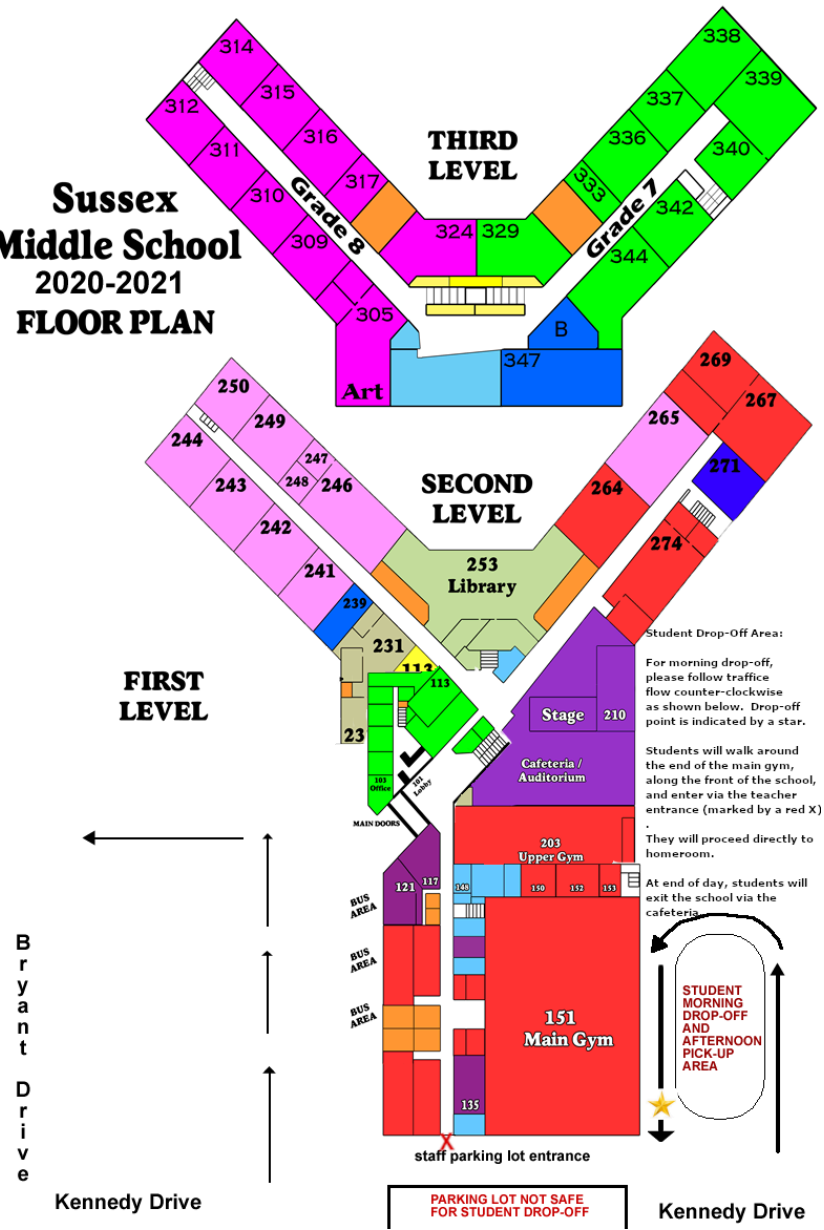 314
338
315
339
312
337
316
336
340
311
THIRD
LEVEL
317
333
310
Grade 8
Grade 7
342
Sussex
Middle School
2020-2021
FLOOR PLAN
309
324
329
344
305
B
347
Art
269
250
267
249
265
244
247
271
243
248
246
264
SECOND
LEVEL
242
274
241
253
Library
239
Student Drop-Off Area:
For morning drop-off,
please follow traffice
flow counter-clockwise
as shown below. Drop-off
point is indicated by a star.
Students will walk around
the end of the main gym,
along the front of the school,
and enter via the teacher
entrance (marked by a red X)
.
They will proceed directly to
homeroom.
At end of day, students will
exit the school via the
cafeteria.
231
113
113
FIRST
LEVEL
23
Stage
210
Cafeteria /
Auditorium
103
Office
101
Lobby
MAIN DOORS
203
Upper Gym
117
121
148
150
152
153
BUS
AREA
BUS
AREA
BUS
AREA
Bryant Drive
151
Main Gym
STUDENT
MORNING
DROP-OFF
AND
AFTERNOON
PICK-UP
AREA
135
X
staff parking lot entrance
Kennedy Drive
PARKING LOT NOT SAFE
FOR STUDENT DROP-OFF
Kennedy Drive